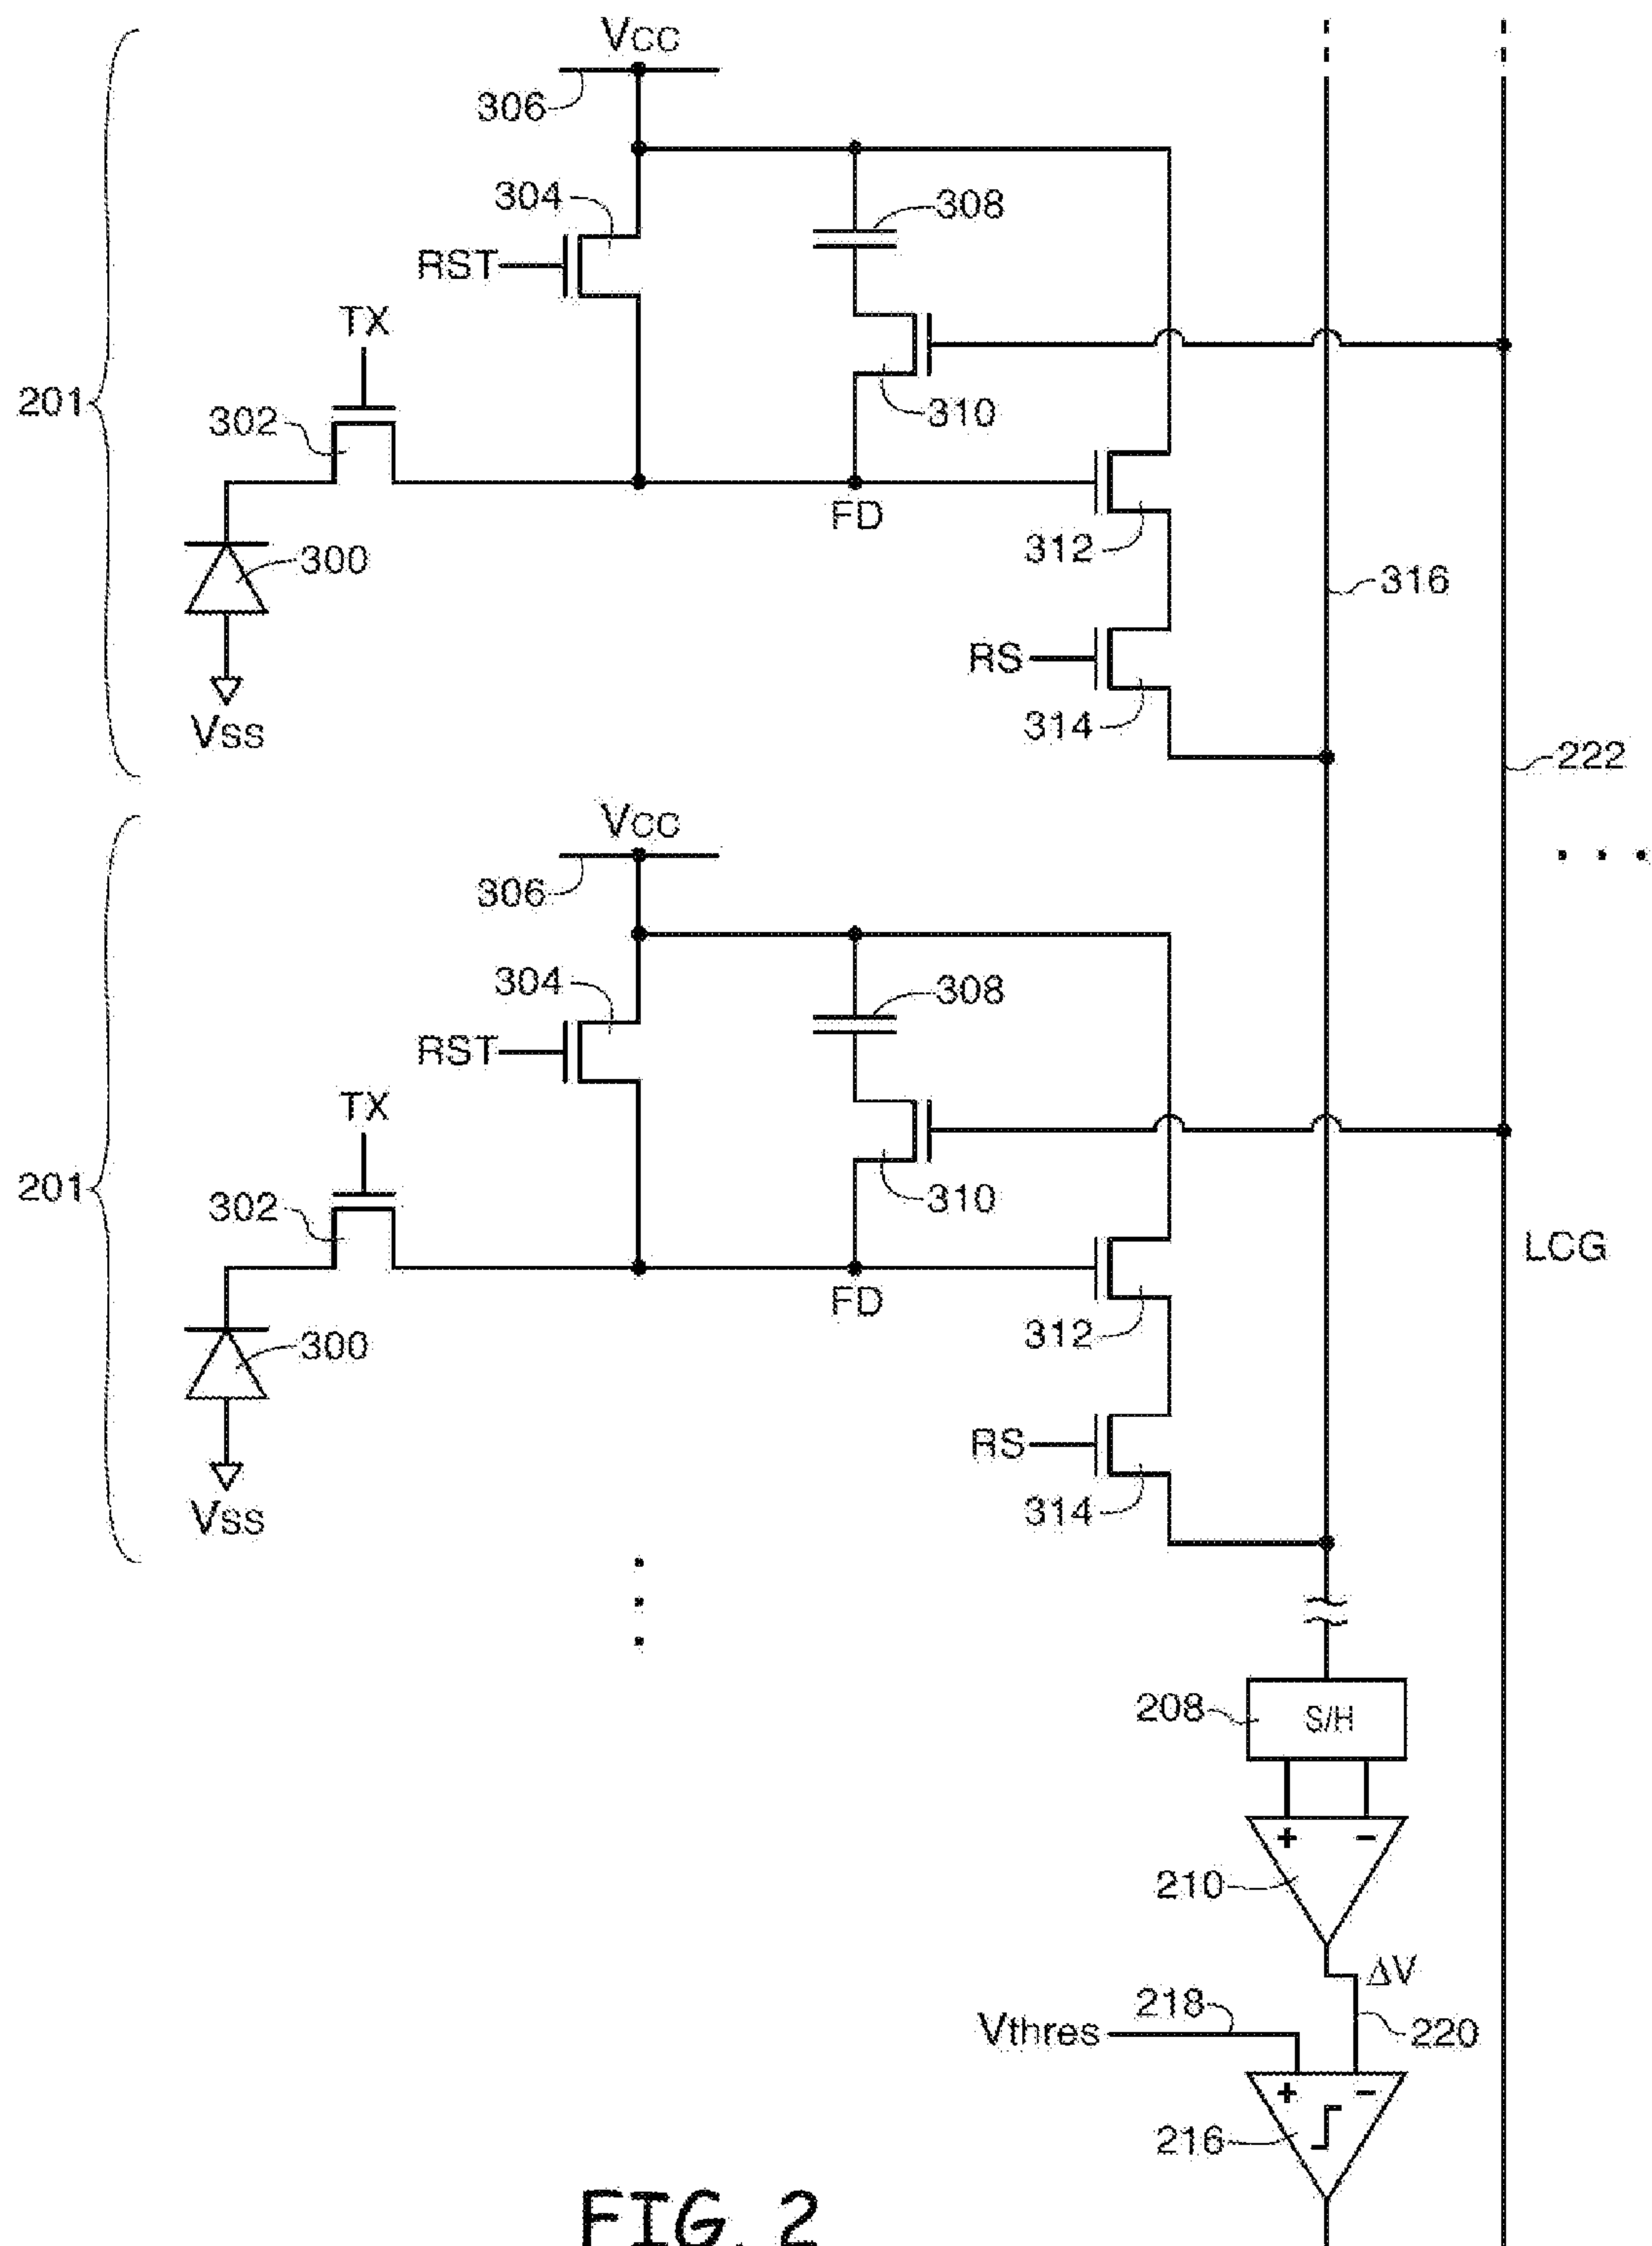 VCC
306
304
308
RST
TX
201
302
310
FD
312
300
316
RS
VSS
314
222
VCC
306
304
308
RST
TX
201
302
310
LCG
FD
312
300
RS
VSS
314
208 S/H
+ −
210
ΔV
218
Vthres
220
+ −
216
FIG. 2